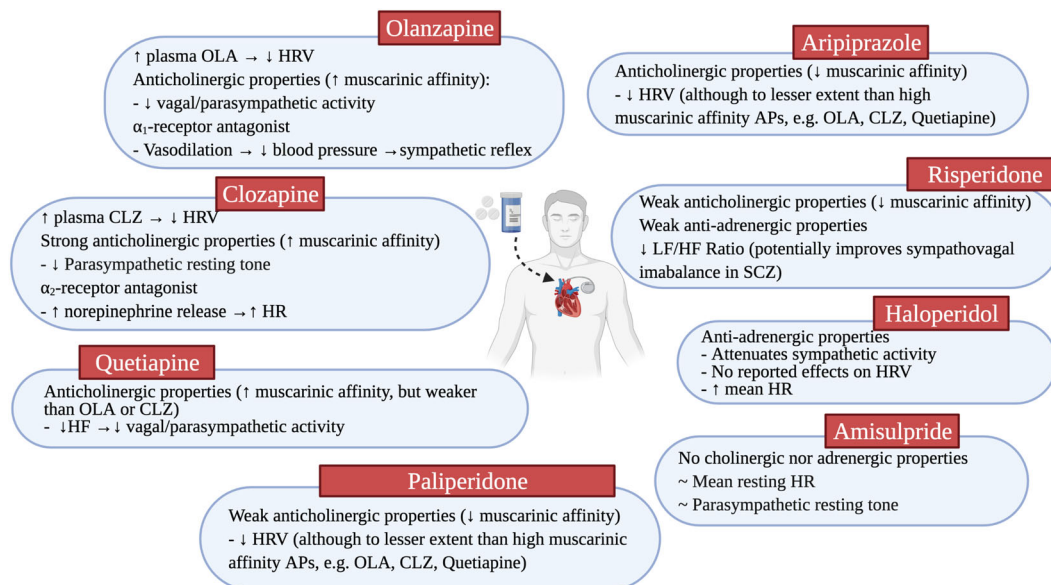 Olanzapine
↑ plasma OLA → ↓ HRV
Anticholinergic properties (↑ muscarinic affinity):
- ↓ vagal/parasympathetic activity
α₁-receptor antagonist
- Vasodilation → ↓ blood pressure →sympathetic reflex
Aripiprazole
Anticholinergic properties (↓ muscarinic affinity)
- ↓ HRV (although to lesser extent than high
muscarinic affinity APs, e.g. OLA, CLZ, Quetiapine)
Clozapine
↑ plasma CLZ → ↓ HRV
Strong anticholinergic properties (↑ muscarinic affinity)
- ↓ Parasympathetic resting tone
α₂-receptor antagonist
- ↑ norepinephrine release →↑ HR
Risperidone
Weak anticholinergic properties (↓ muscarinic affinity)
Weak anti-adrenergic properties
↓ LF/HF Ratio (potentially improves sympathovagal
imabalance in SCZ)
Quetiapine
Anticholinergic properties (↑ muscarinic affinity, but weaker
than OLA or CLZ)
- ↓HF →↓ vagal/parasympathetic activity
Haloperidol
Anti-adrenergic properties
- Attenuates sympathetic activity
- No reported effects on HRV
- ↑ mean HR
Amisulpride
No cholinergic nor adrenergic properties
~ Mean resting HR
~ Parasympathetic resting tone
Paliperidone
Weak anticholinergic properties (↓ muscarinic affinity)
- ↓ HRV (although to lesser extent than high muscarinic
affinity APs, e.g. OLA, CLZ, Quetiapine)